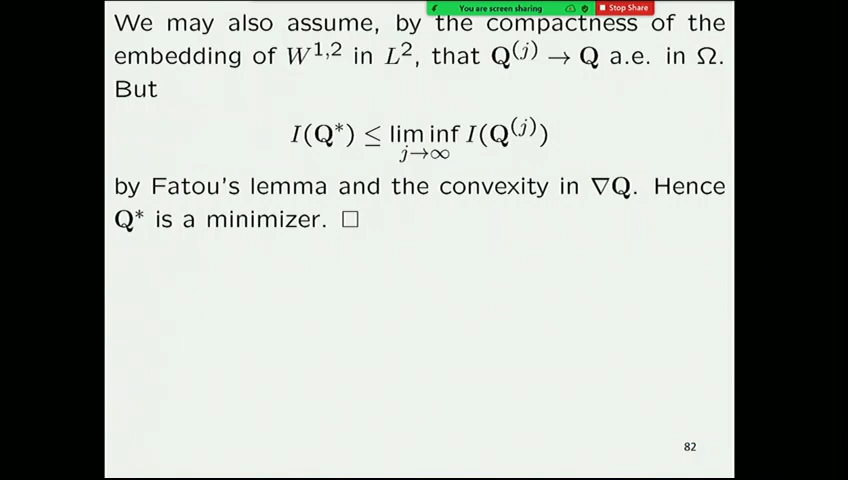 You are screen sharing Stop Share
We may also assume, by the compactness of the
embedding of W^{1,2} in L^2, that Q^{(j)} → Q a.e. in Ω.
But
I(Q*) ≤ lim inf_{j→∞} I(Q^{(j)})
by Fatou's lemma and the convexity in ∇Q. Hence
Q* is a minimizer. □
82